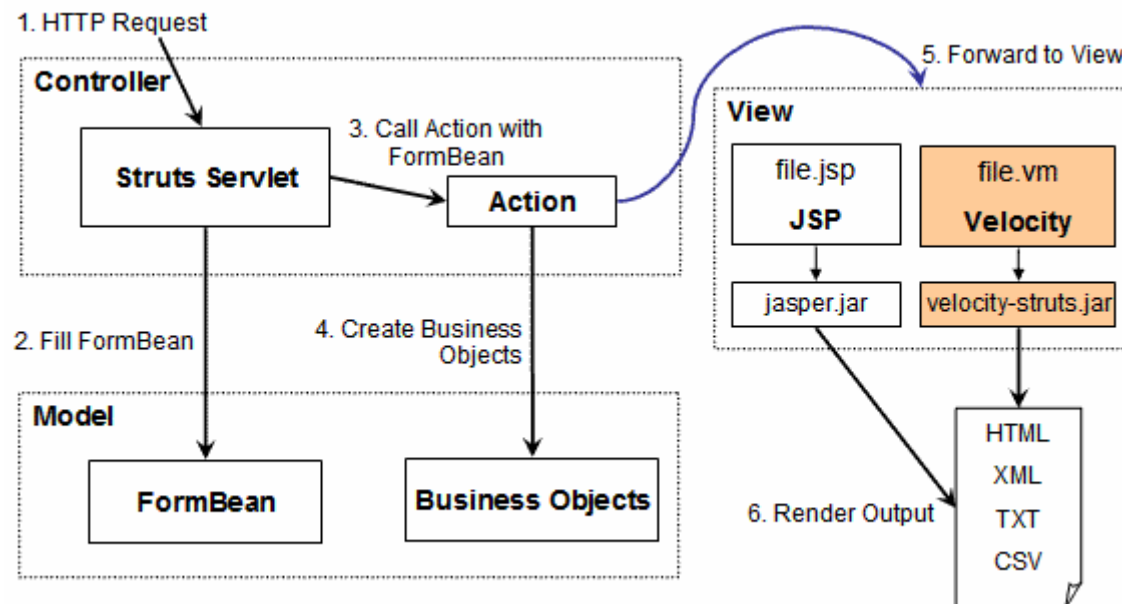 1. HTTP Request
Controller
Struts Servlet
3. Call Action with
FormBean
Action
5. Forward to View
View
file.jsp
JSP
file.vm
Velocity
jasper.jar
velocity-struts.jar
2. Fill FormBean
4. Create Business
Objects
Model
FormBean
Business Objects
6. Render Output
HTML
XML
TXT
CSV